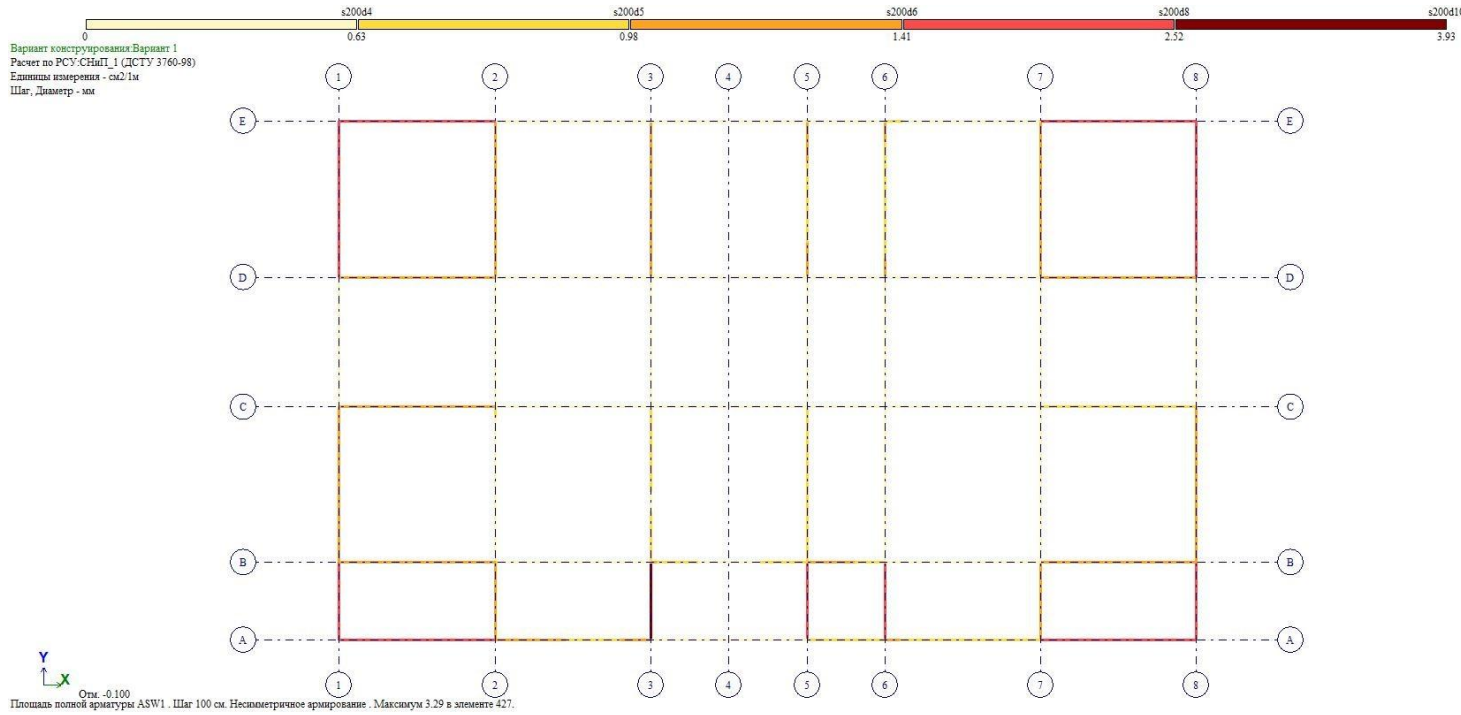 s200d4 s200d5 s200d6 s200d8 s200d10
0 0.63 0.98 1.41 2.52 3.93
Вариант конструирования:Вариант 1
Расчет по РСУ:СНиП_1 (ДСТУ 3760-98)
Единицы измерения - см2/1м
Шаг, Диаметр - мм
1 2 3 4 5 6 7 8
E E
D D
C C
B B
A A
Y
X
1 2 3 4 5 6 7 8
Отм. -0.100
Площадь полной арматуры ASW1 . Шаг 100 см. Несимметричное армирование . Максимум 3.29 в элементе 427.